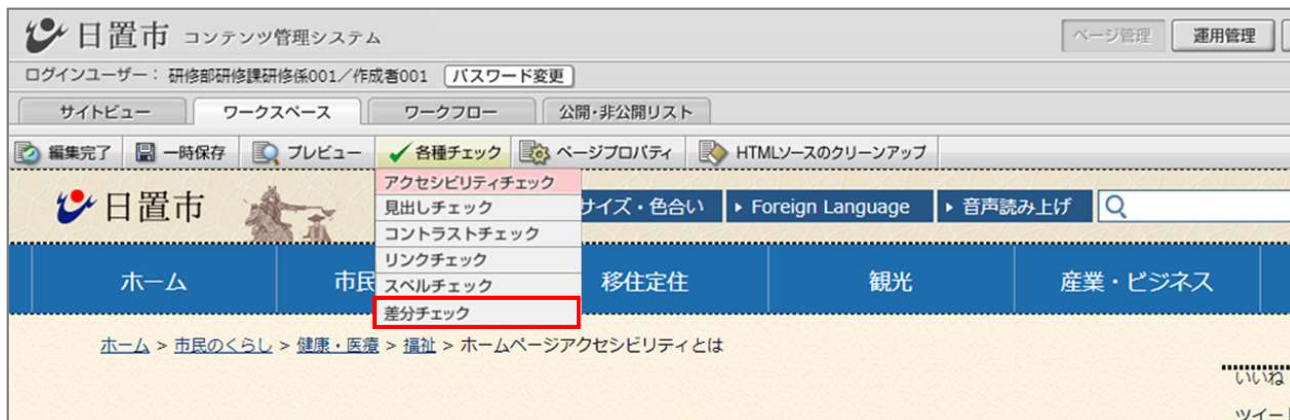 日置市 コンテンツ管理システム ページ管理 運用管理
ログインユーザー： 研修部研修課研修係001／作成者001 パスワード変更
サイトビュー ワークスペース ワークフロー 公開・非公開リスト
編集完了 一時保存 プレビュー 各種チェック ページプロパティ HTMLソースのクリーンアップ
アクセシビリティチェック
日置市 見出しチェック サイズ・色合い Foreign Language 音声読み上げ
コントラストチェック
リンクチェック
ホーム 市民 移住定住 観光 産業・ビジネス
スペルチェック
差分チェック
ホーム > 市民のくらし > 健康・医療 > 福祉 > ホームページアクセシビリティとは
いいね
ツイート